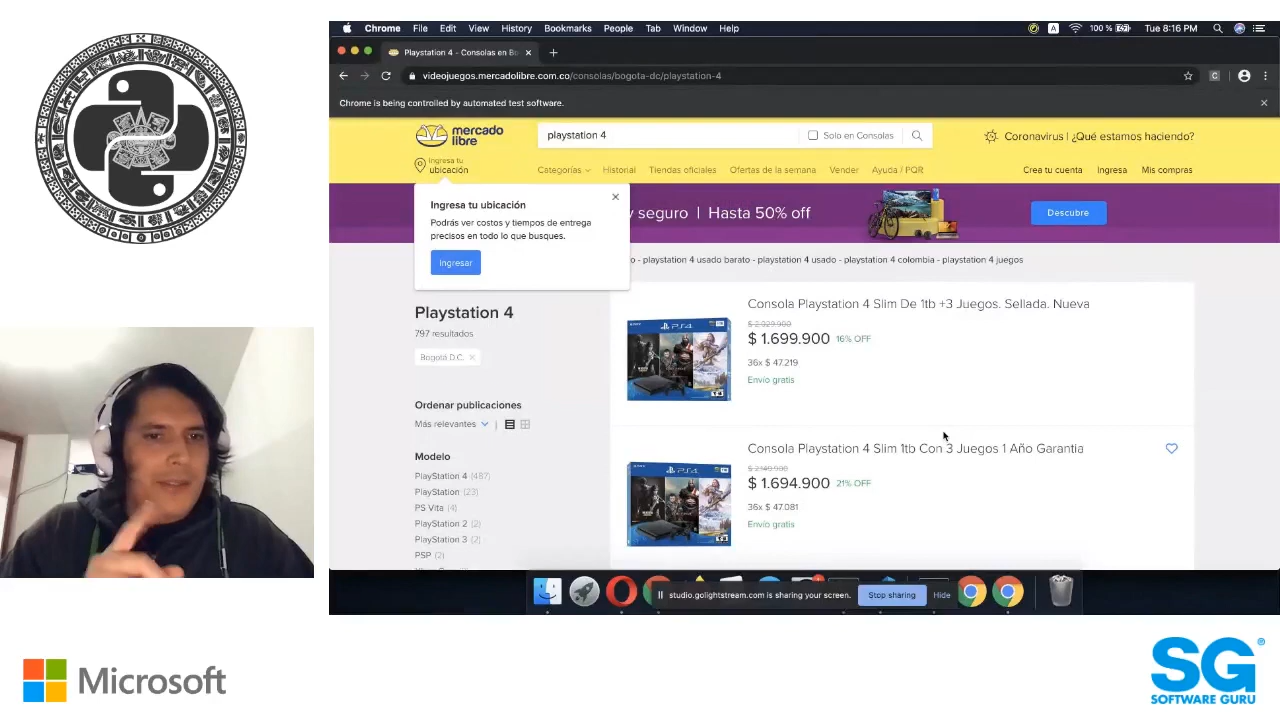 Chrome File Edit View History Bookmarks People Tab Window Help
A 100 % Tue 8:16 PM
Playstation 4 - Consolas en Bo
videojuegos.mercadolibre.com.co/consolas/bogota-dc/playstation-4
Chrome is being controlled by automated test software.
mercado
libre
playstation 4
Solo en Consolas
Coronavirus | ¿Qué estamos haciendo?
Ingresa tu
ubicación
Categorías Historial Tiendas oficiales Ofertas de la semana Vender Ayuda / PQR
Crea tu cuenta Ingresa Mis compras
Ingresa tu ubicación
Podrás ver costos y tiempos de entrega
precisos en todo lo que busques.
Ingresar
y seguro | Hasta 50% off
Descubre
o - playstation 4 usado barato - playstation 4 usado - playstation 4 colombia - playstation 4 juegos
Playstation 4
797 resultados
Bogotá D.C.
Ordenar publicaciones
Más relevantes
Modelo
PlayStation 4 (487)
PlayStation (23)
PS Vita (4)
PlayStation 2 (2)
PlayStation 3 (2)
PSP (2)
PS4
Consola Playstation 4 Slim De 1tb +3 Juegos. Sellada. Nueva
$ 2.029.900
$ 1.699.900 16% OFF
36x $ 47.219
Envío gratis
PS4
Consola Playstation 4 Slim 1tb Con 3 Juegos 1 Año Garantia
$ 2.149.900
$ 1.694.900 21% OFF
36x $ 47.081
Envío gratis
studio.golightstream.com is sharing your screen.
Stop sharing
Hide
Microsoft
SG
SOFTWARE GURU